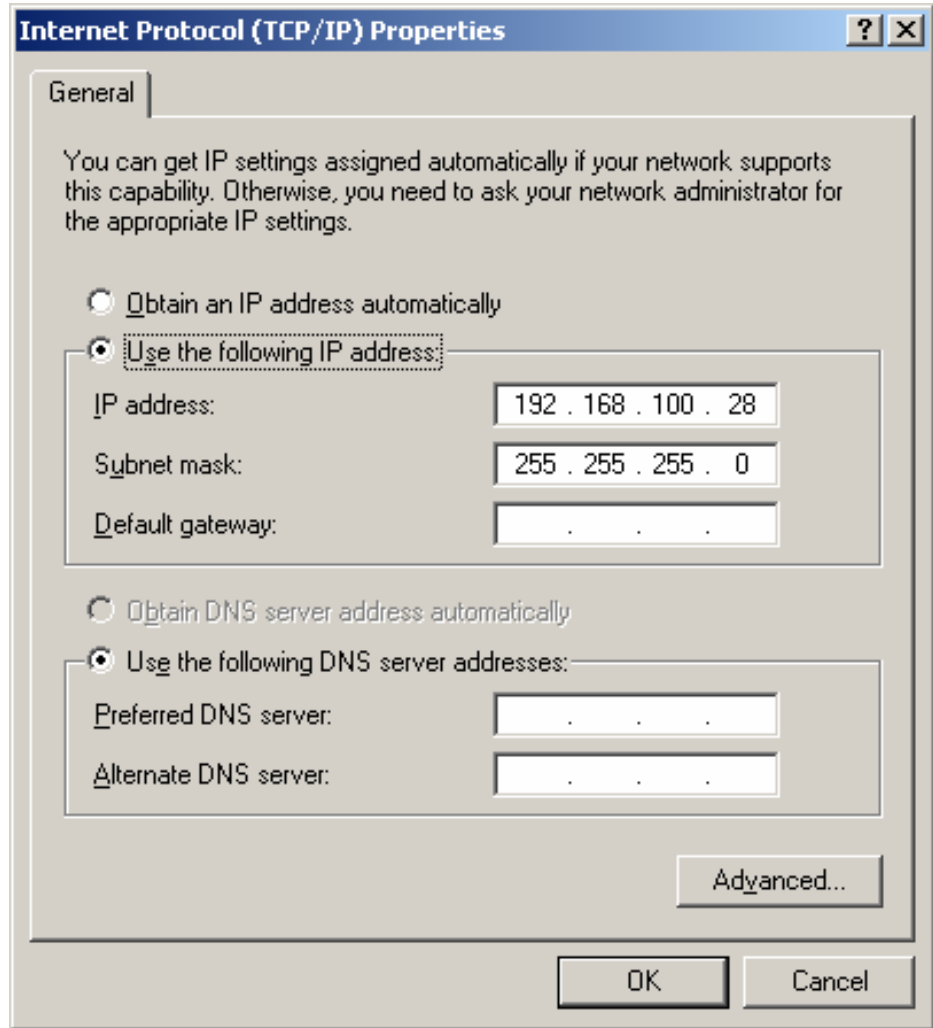 Internet Protocol (TCP/IP) Properties
General
You can get IP settings assigned automatically if your network supports
this capability. Otherwise, you need to ask your network administrator for
the appropriate IP settings.
Obtain an IP address automatically
Use the following IP address:
IP address: 192 . 168 . 100 . 28
Subnet mask: 255 . 255 . 255 . 0
Default gateway: . . .
Obtain DNS server address automatically
Use the following DNS server addresses:
Preferred DNS server: . . .
Alternate DNS server: . . .
Advanced...
OK Cancel